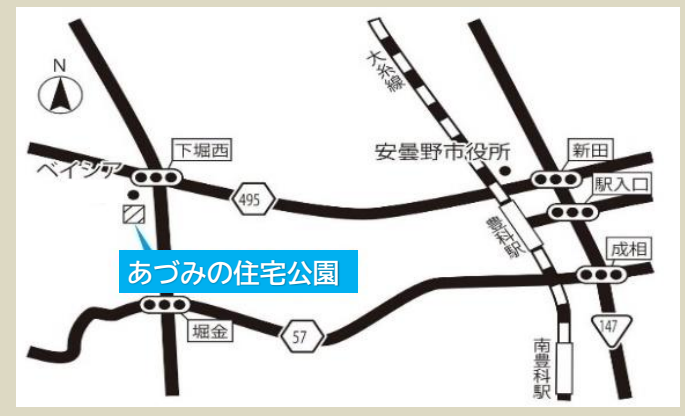 N
大糸線
下堀西
安曇野市役所
新田
ベイシア
駅入口
495
豊科駅
成相
あづみの住宅公園
堀金
57
147
南豊科駅